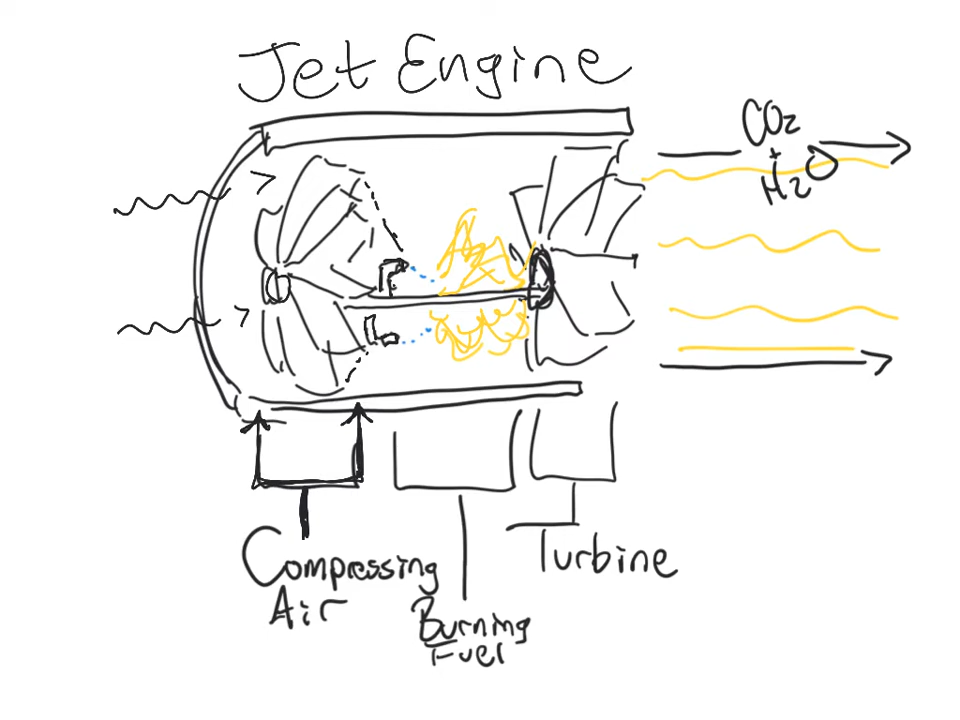 Jet Engine
CO2
+
H2O
Compressing
Air
Burning
Fuel
Turbine